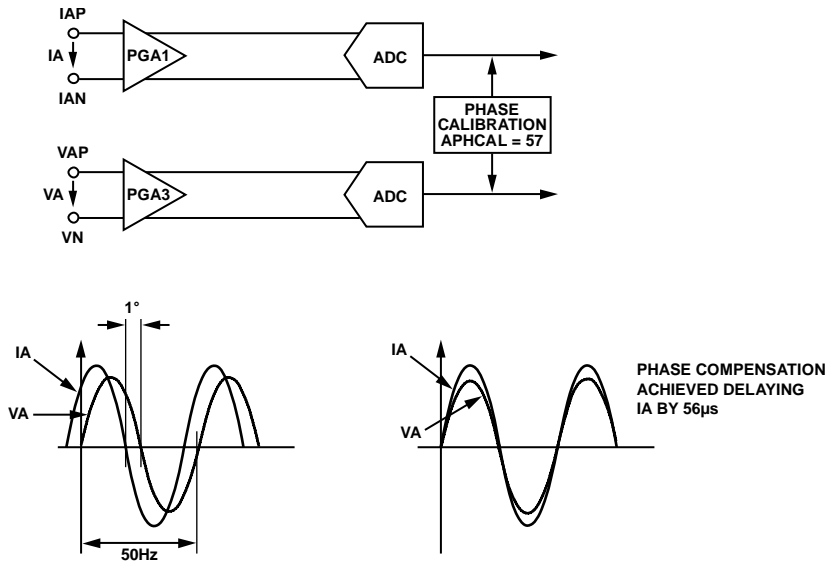 IAP
IA
IAN
PGA1
ADC
PHASE
CALIBRATION
APHCAL = 57
VAP
VA
VN
PGA3
ADC
1°
IA
VA
50Hz
IA
VA
PHASE COMPENSATION
ACHIEVED DELAYING
IA BY 56µs